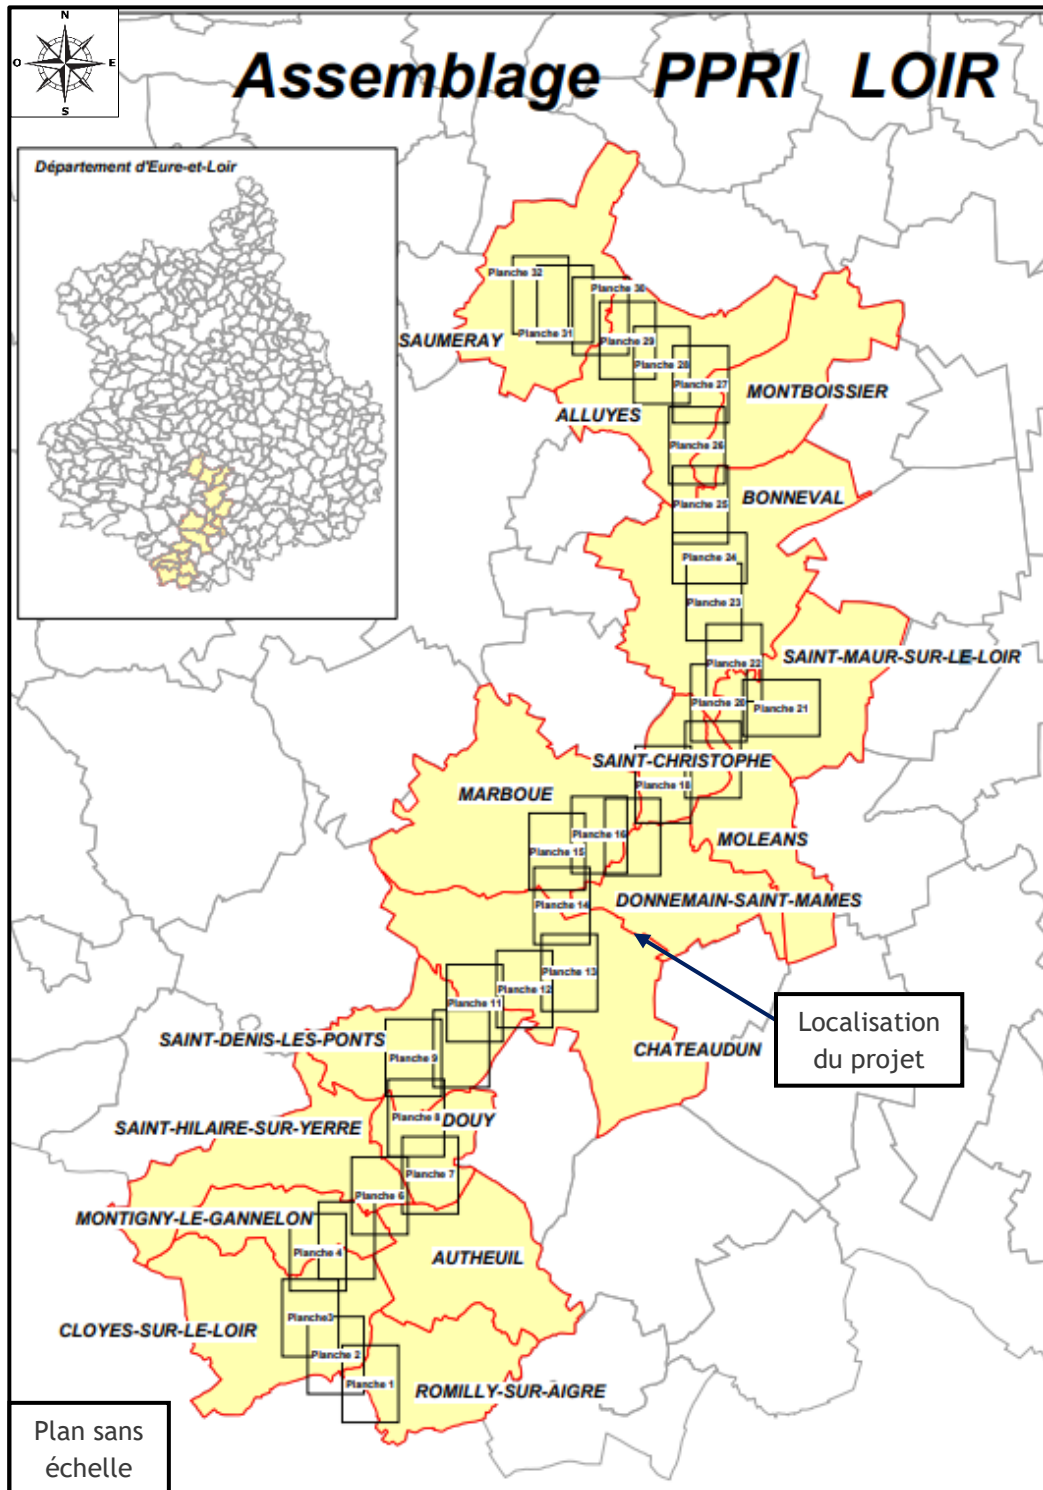 N
O
E
S
Assemblage PPRI LOIR
Département d'Eure-et-Loir
Planche 32
Planche 30
Planche 31
SAUMERAY
Planche 29
Planche 28
Planche 27
MONTBOISSIER
ALLUYES
Planche 26
BONNEVAL
Planche 25
Planche 24
Planche 23
SAINT-MAUR-SUR-LE-LOIR
Planche 22
Planche 20
Planche 21
SAINT-CHRISTOPHE
Planche 18
MARBOUE
Planche 16
MOLEANS
Planche 15
DONNEMAIN-SAINT-MAMES
Planche 14
Planche 13
Planche 12
Planche 11
Localisation
du projet
SAINT-DENIS-LES-PONTS
CHATEAUDUN
Planche 9
Planche 8
DOUY
SAINT-HILAIRE-SUR-YERRE
Planche 7
Planche 6
MONTIGNY-LE-GANNELON
Planche 4
AUTHEUIL
Planche3
CLOYES-SUR-LE-LOIR
Planche 2
Planche 1
ROMILLY-SUR-AIGRE
Plan sans
échelle